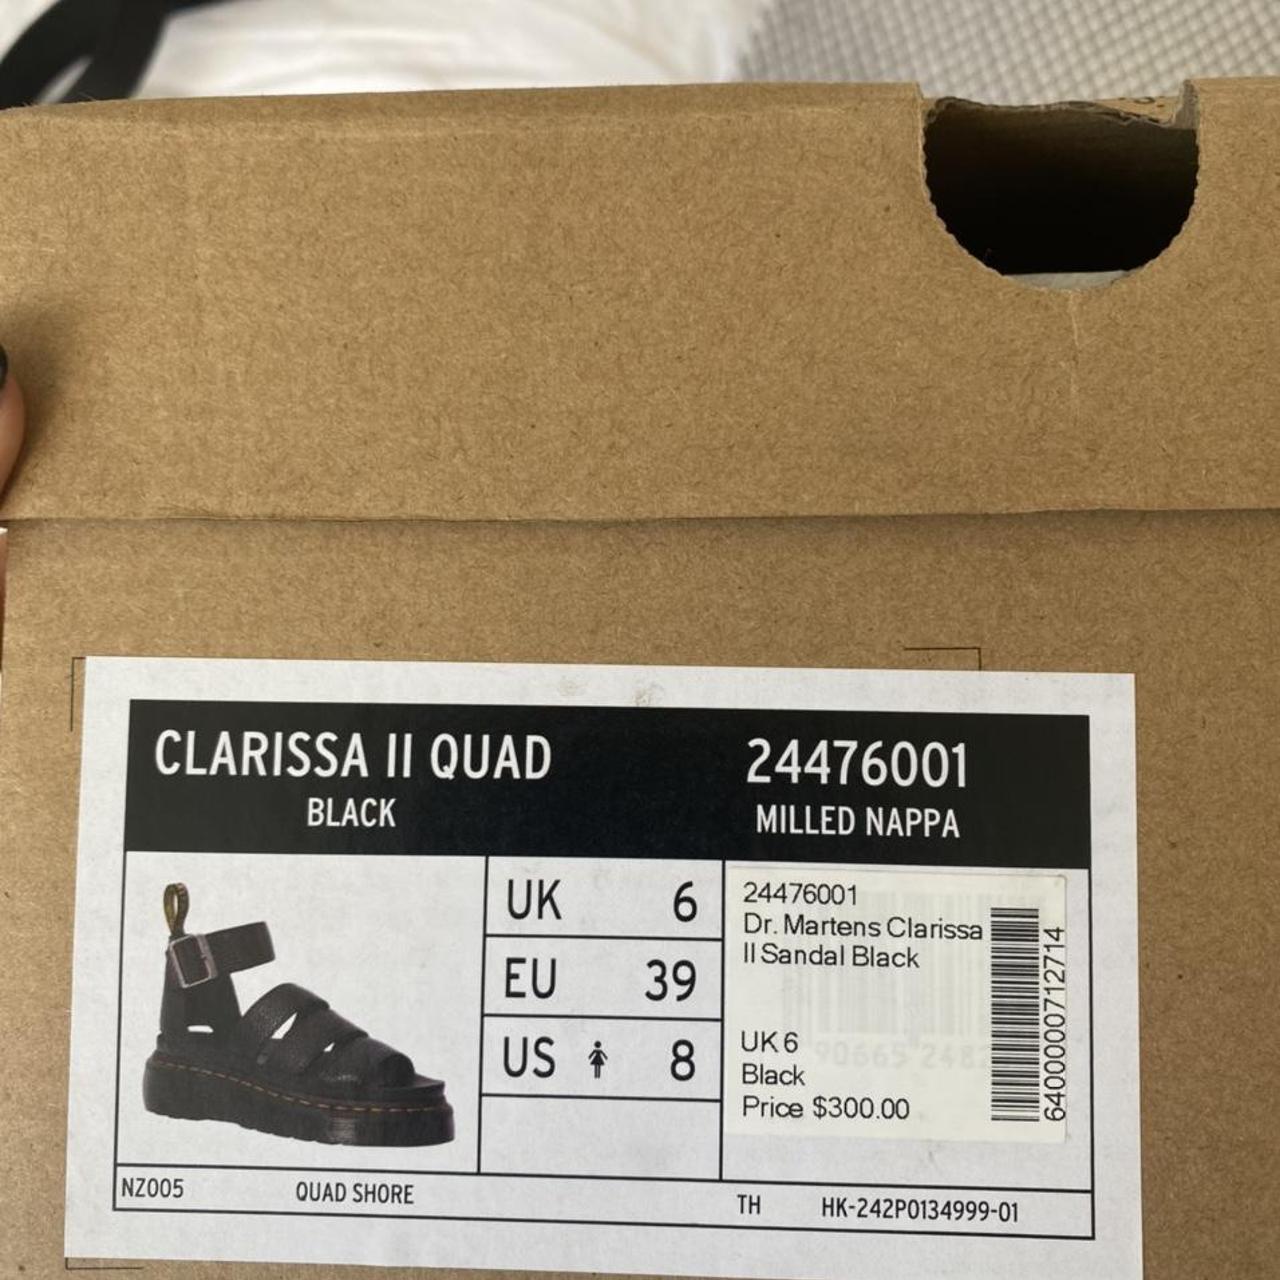 CLARISSA II QUAD
BLACK
24476001
MILLED NAPPA
UK 6
EU 39
US 8
24476001
Dr. Martens Clarissa
II Sandal Black
UK 6
Black
Price $300.00
6400000712714
NZ005
QUAD SHORE
TH
HK-242P0134999-01